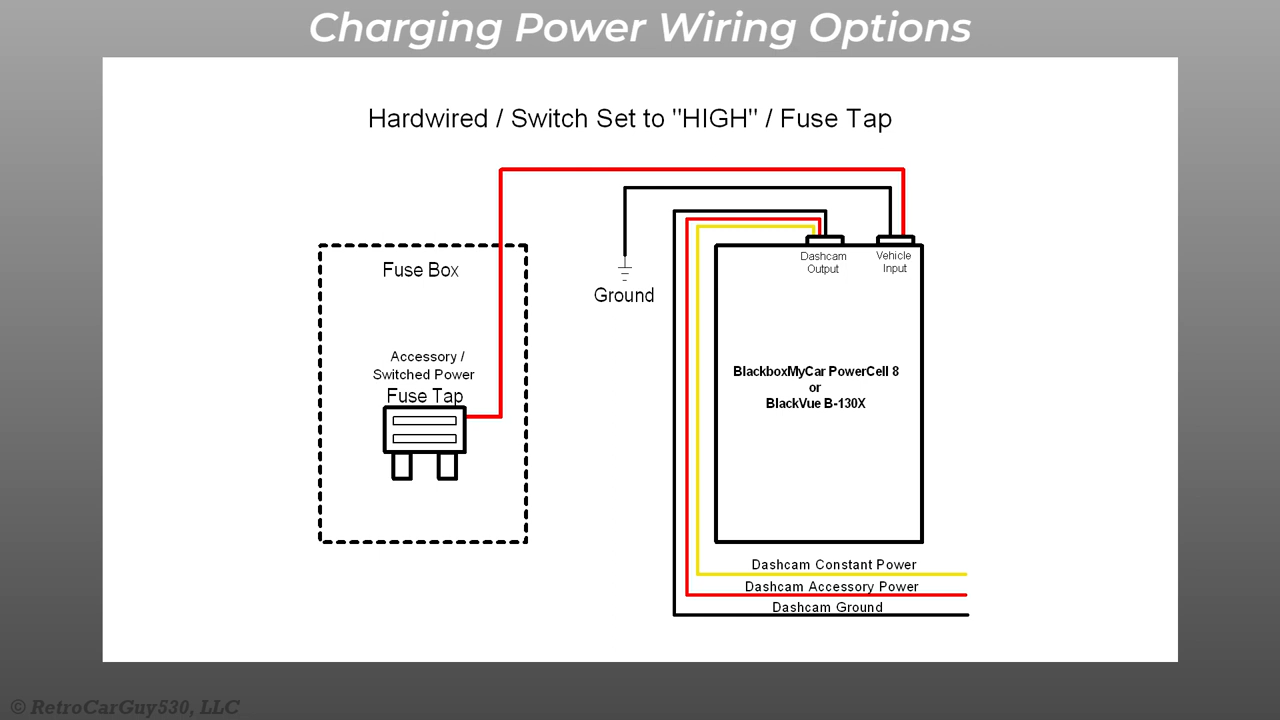 Charging Power Wiring Options
Hardwired / Switch Set to "HIGH" / Fuse Tap
Fuse Box
Accessory /
Switched Power
Fuse Tap
Ground
Dashcam
Output
Vehicle
Input
BlackboxMyCar PowerCell 8
or
BlackVue B-130X
Dashcam Constant Power
Dashcam Accessory Power
Dashcam Ground
© RetroCarGuy530, LLC